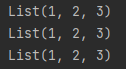 List(1, 2, 3)
List(1, 2, 3)
List(1, 2, 3)